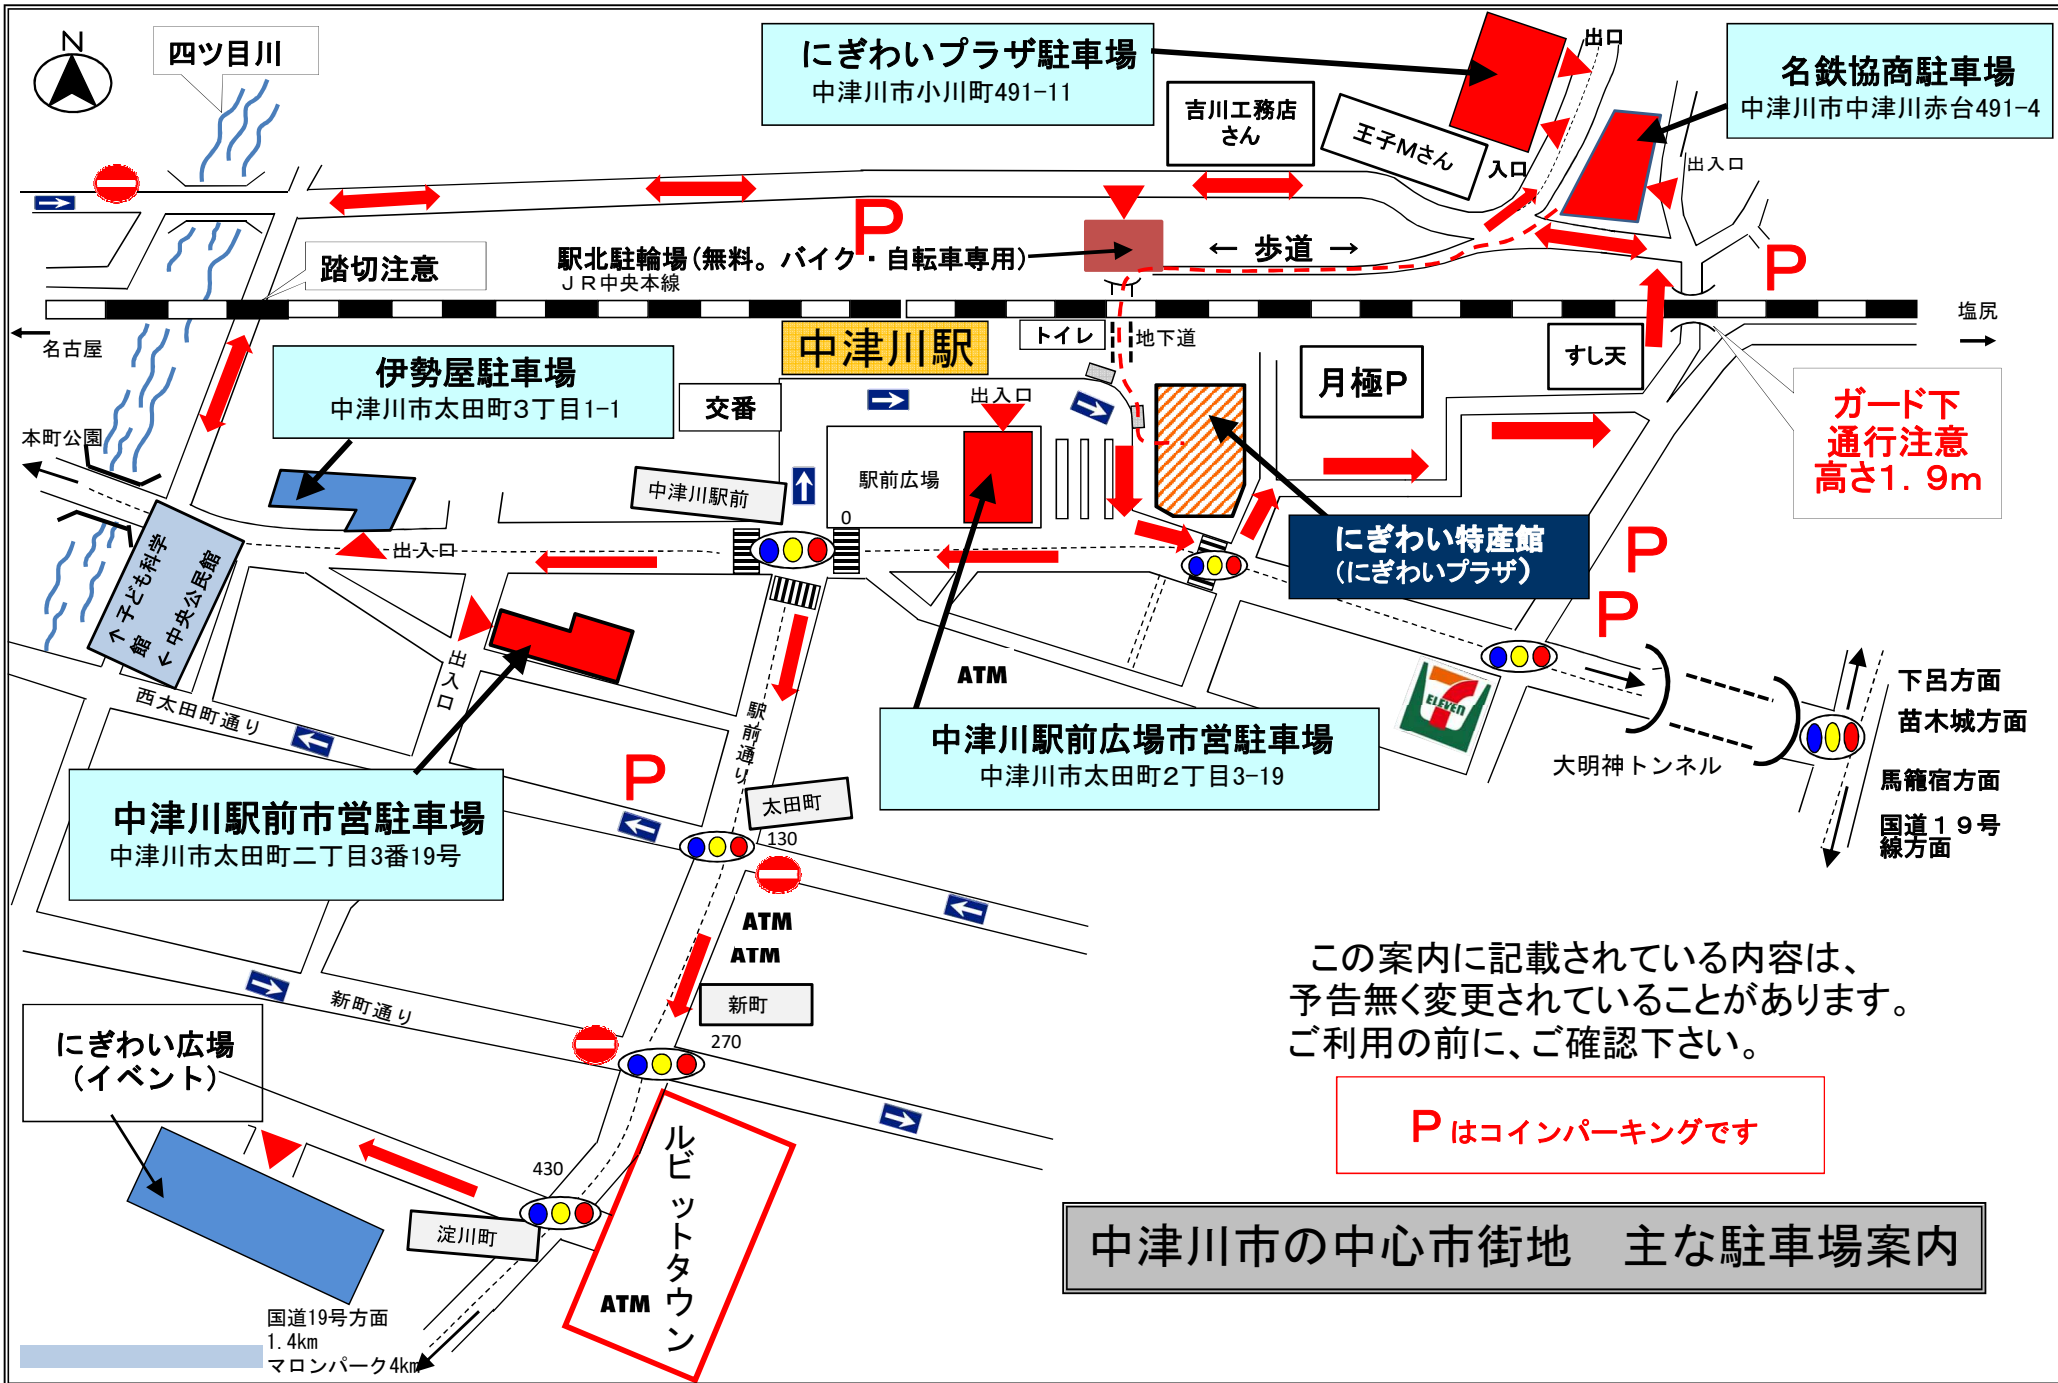 N
四ツ目川
にぎわいプラザ駐車場
中津川市小川町491-11
吉川工務店
さん
王子Mさん
出口
入口
名鉄協商駐車場
中津川市中津川赤台491-4
出入口
P
踏切注意
駅北駐輪場(無料。バイク・自転車専用)
JR中央本線
← 歩道 →
P
名古屋
塩尻
中津川駅
トイレ
地下道
すし天
月極P
伊勢屋駐車場
中津川市太田町3丁目1-1
交番
出入口
ガード下
通行注意
高さ1.9m
本町公園
中津川駅前
駅前広場
0
にぎわい特産館
(にぎわいプラザ)
P
P
出入口
↑子ども科学
館
←中央公民館
出入口
ATM
7
ELEVEN
西太田町通り
駅前通り
中津川駅前広場市営駐車場
中津川市太田町2丁目3-19
大明神トンネル
下呂方面
苗木城方面
馬籠宿方面
国道19号
線方面
中津川駅前市営駐車場
中津川市太田町二丁目3番19号
P
太田町
130
ATM
ATM
新町通り
新町
270
この案内に記載されている内容は、
予告無く変更されていることがあります。
ご利用の前に、ご確認下さい。
にぎわい広場
(イベント)
Pはコインパーキングです
430
淀川町
ルビットタウン
ATM
中津川市の中心市街地 主な駐車場案内
国道19号方面
1.4km
マロンパーク4km